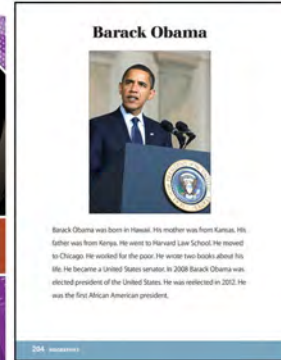 Barack Obama
Barack Obama was born in Hawaii. His mother was from Kansas. His
father was from Kenya. He went to Harvard Law School. He moved
to Chicago. He worked for the poor. He wrote two books about his
life. He became a United States senator. In 2008 Barack Obama was
elected president of the United States. He was reelected in 2012. He
was the first African American president.
204 BIOGRAPHIES